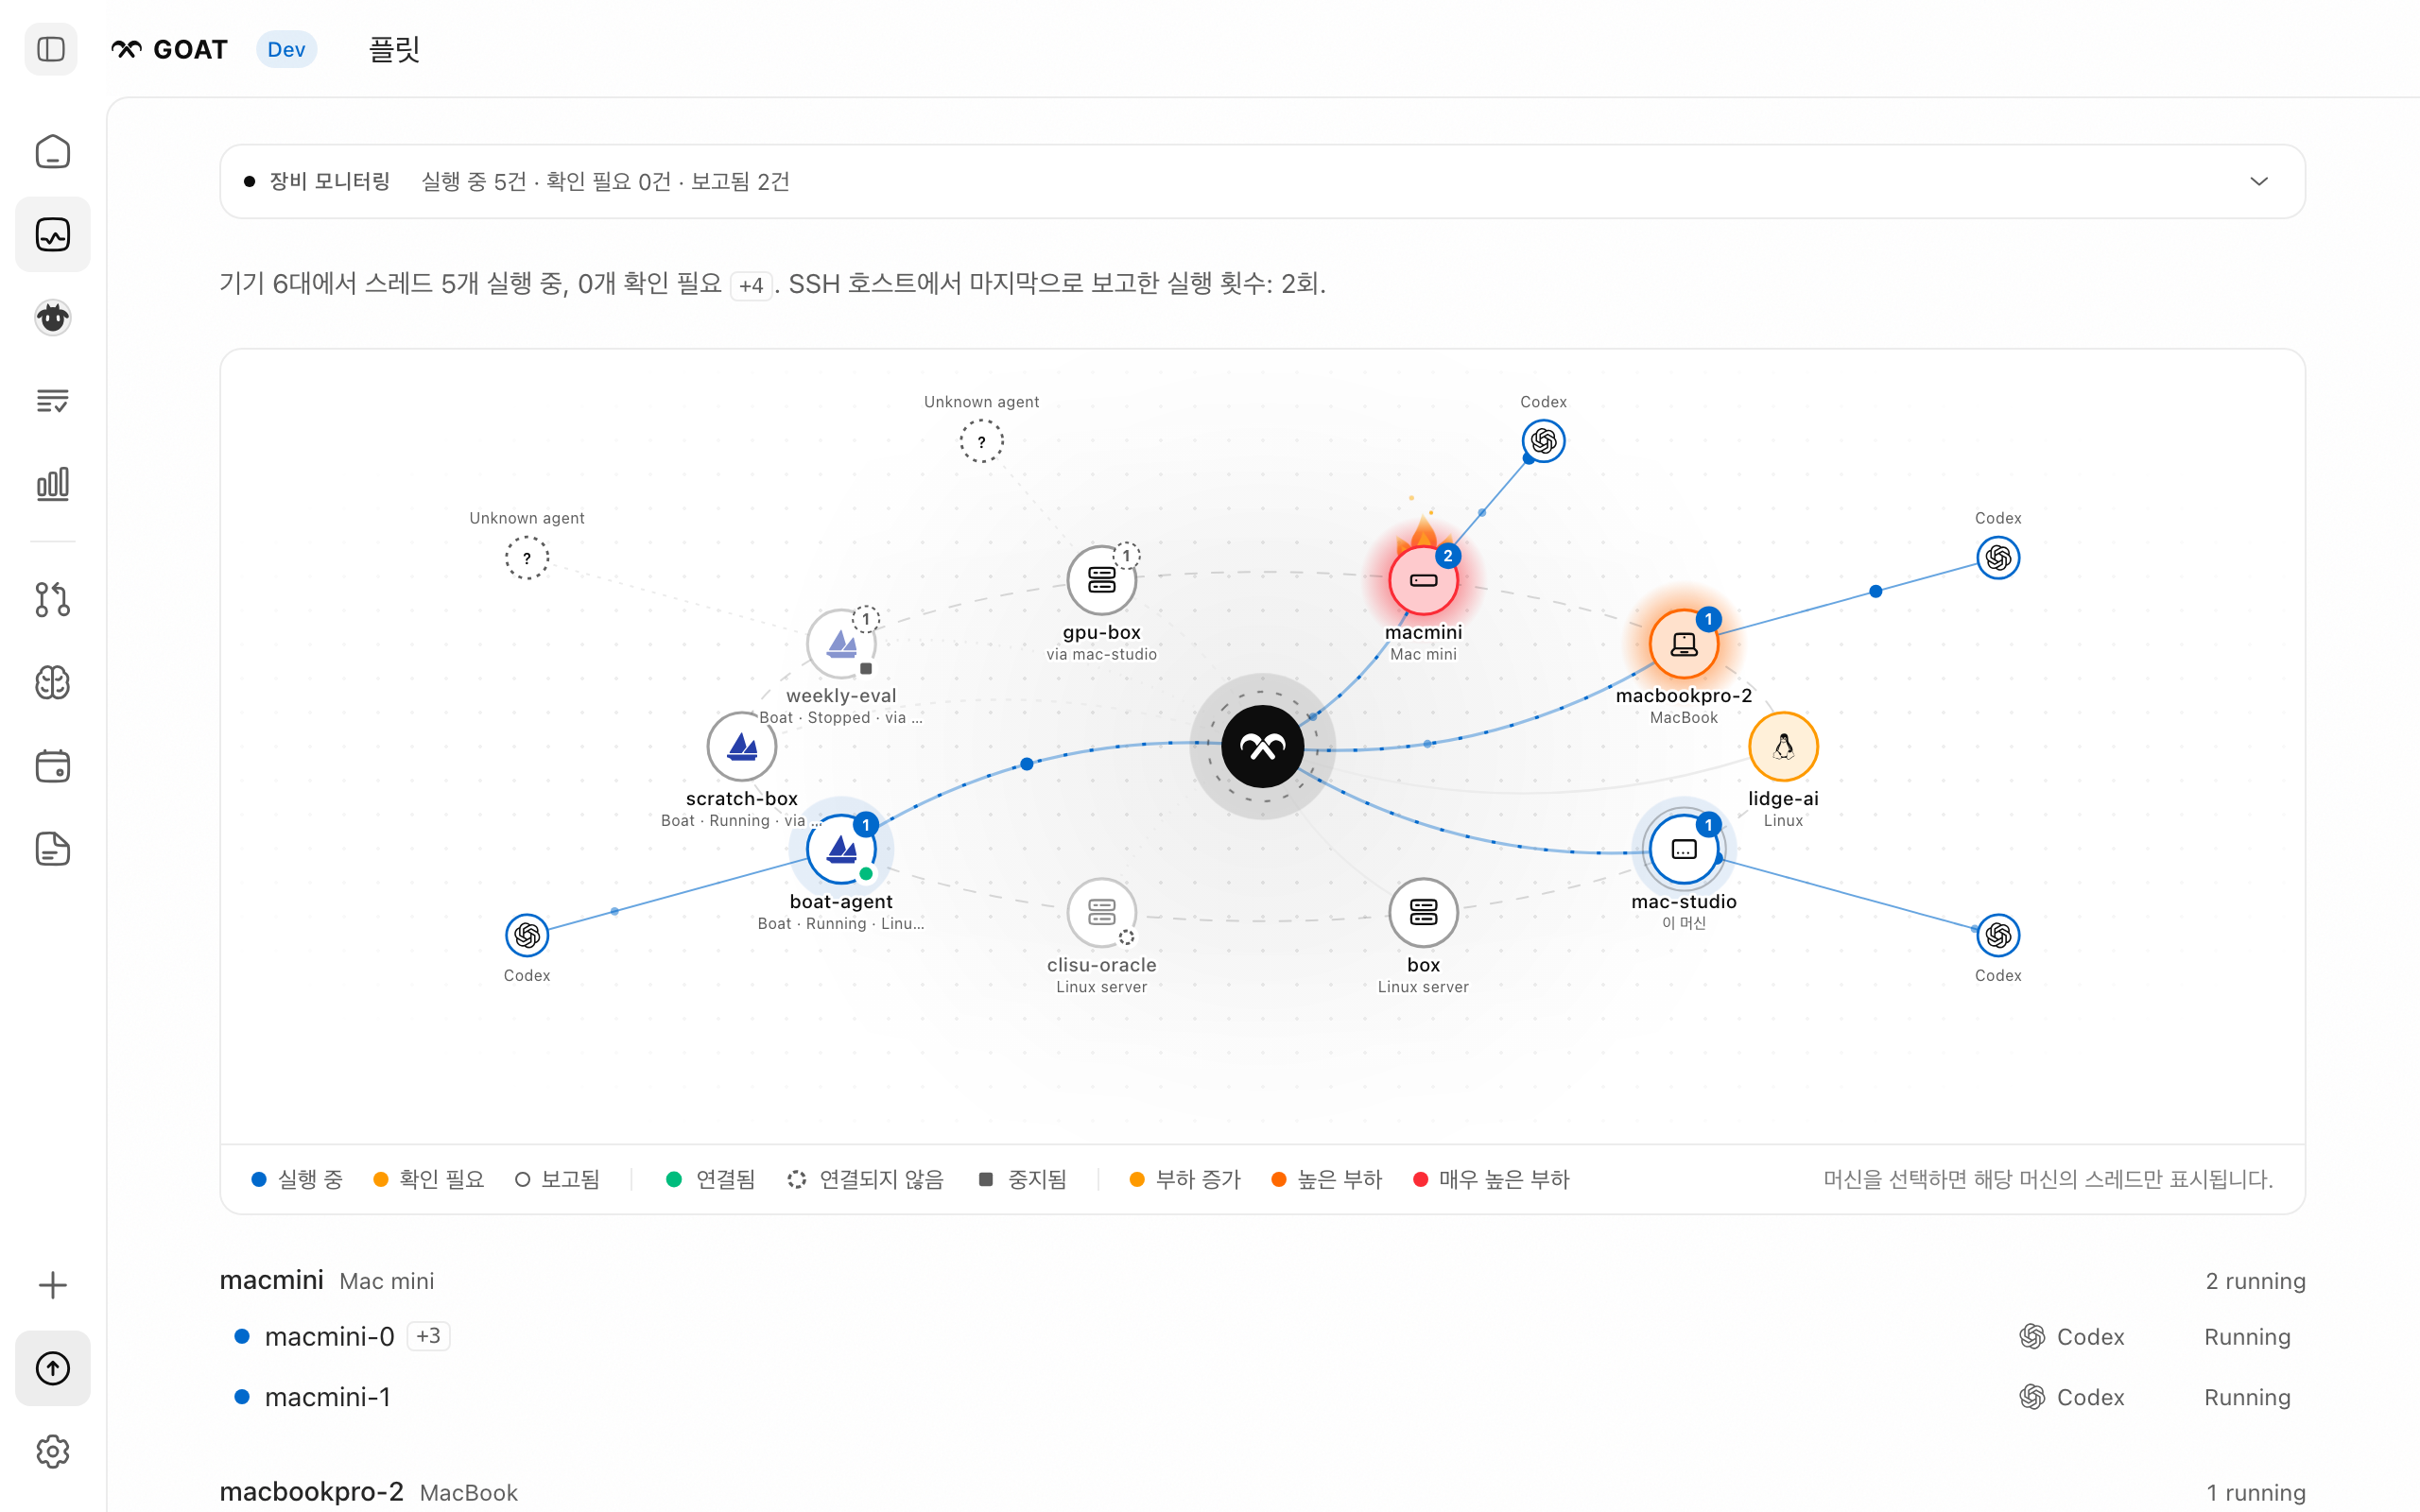 GOAT Dev 플릿
장비 모니터링 실행 중 5건 · 확인 필요 0건 · 보고됨 2건
기기 6대에서 스레드 5개 실행 중, 0개 확인 필요 +4 . SSH 호스트에서 마지막으로 보고한 실행 횟수: 2회.
Unknown agent
?
Codex
Unknown agent
?
Codex
1
gpu-box
via mac-studio
2
macmini
Mac mini
1
weekly-eval
Boat · Stopped · via ...
1
macbookpro-2
MacBook
scratch-box
Boat · Running · via ...
lidge-ai
Linux
1
boat-agent
Boat · Running · Linu...
1
mac-studio
이 머신
Codex
clisu-oracle
Linux server
box
Linux server
Codex
실행 중 확인 필요 보고됨 연결됨 연결되지 않음 중지됨 부하 증가 높은 부하 매우 높은 부하 머신을 선택하면 해당 머신의 스레드만 표시됩니다.
macmini Mac mini 2 running
macmini-0 +3 Codex Running
macmini-1 Codex Running
macbookpro-2 MacBook 1 running